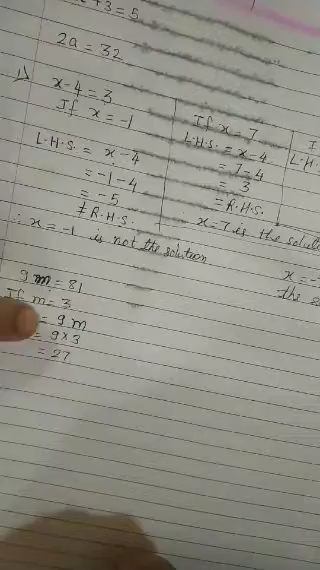 +3=5
2a = 32
1)
x-4=3
If x = -1
L.H.S. = x-4
= -1-4
= -5
≠ R.H.S.
∴ x = -1 is not the solution
If x = 7
L.H.S. = x-4
= 7-4
= 3
= R.H.S.
∴ x = 7 is the
I
L.H.
x = -
the
9m = 81
If m = 3
= 9m
= 9×3
= 27